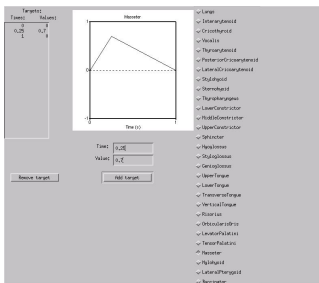 Targets:
Times: Values:
0 0
0,25 0,7
1 0
Masseter
1
0
-1
0 1
Time (s)
Time: 0,25
Value: 0,7
Remove target
Add target
Lungs
Interarytenoid
Cricothyroid
Vocalis
Thyroarytenoid
PosteriorCricoarytenoid
LateralCricoarytenoid
Stylohyoid
Sternohyoid
Thyropharyngeus
LowerConstrictor
MiddleConstrictor
UpperConstrictor
Sphincter
Hyoglossus
Styloglossus
Genioglossus
UpperTongue
LowerTongue
TransverseTongue
VerticalTongue
Risorius
OrbicularisOris
LevatorPalatini
TensorPalatini
Masseter
Mylohyoid
LateralPterygoid
Buccinator